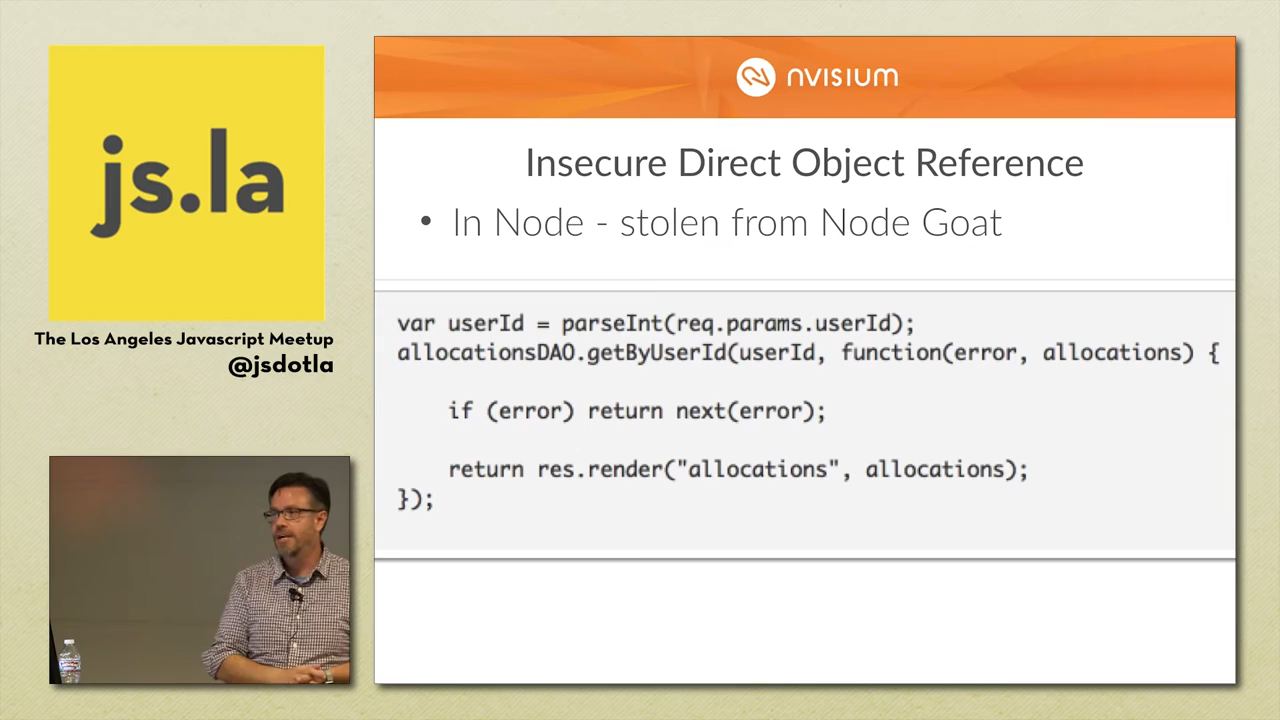 js.la
The Los Angeles Javascript Meetup
@jsdotla
nVISIUM
Insecure Direct Object Reference
• In Node - stolen from Node Goat
var userId = parseInt(req.params.userId);
allocationsDAO.getByUserId(userId, function(error, allocations) {
if (error) return next(error);
return res.render("allocations", allocations);
});